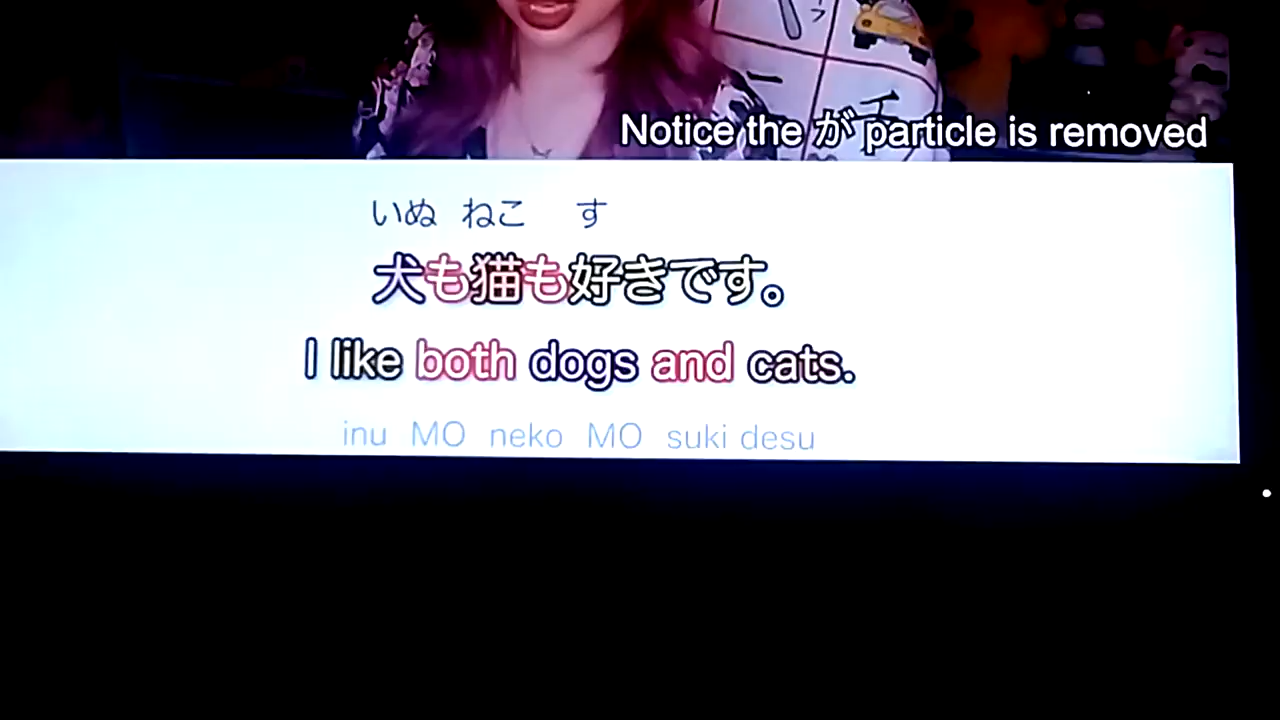 Notice the が particle is removed
いぬ ねこ す
犬も猫も好きです。
I like both dogs and cats.
inu MO neko MO suki desu